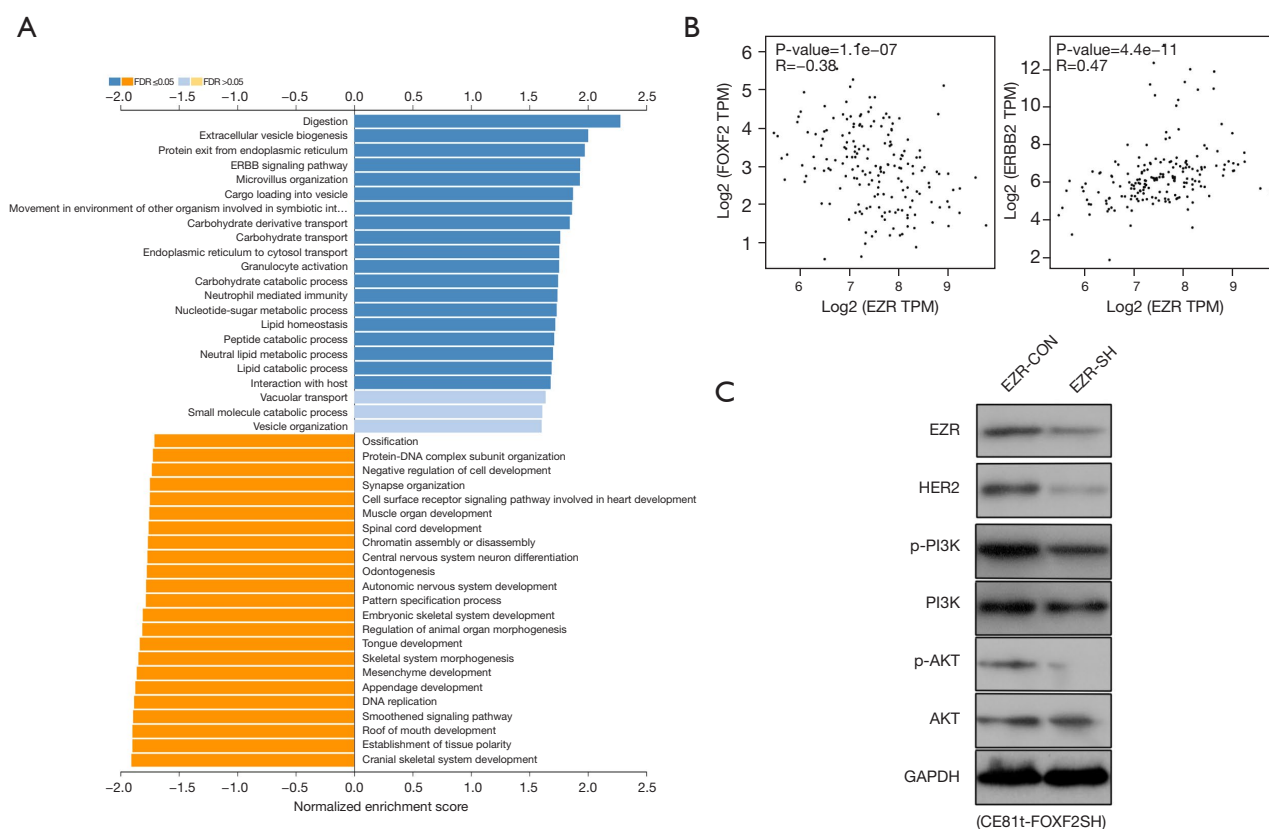 A
FDR ≤0.05 FDR >0.05
−2.0 −1.5 −1.0 −0.5 0.0 0.5 1.0 1.5 2.0 2.5
Digestion
Extracellular vesicle biogenesis
Protein exit from endoplasmic reticulum
ERBB signaling pathway
Microvillus organization
Cargo loading into vesicle
Movement in environment of other organism involved in symbiotic int...
Carbohydrate derivative transport
Carbohydrate transport
Endoplasmic reticulum to cytosol transport
Granulocyte activation
Carbohydrate catabolic process
Neutrophil mediated immunity
Nucleotide-sugar metabolic process
Lipid homeostasis
Peptide catabolic process
Neutral lipid metabolic process
Lipid catabolic process
Interaction with host
Vacuolar transport
Small molecule catabolic process
Vesicle organization
Ossification
Protein-DNA complex subunit organization
Negative regulation of cell development
Synapse organization
Cell surface receptor signaling pathway involved in heart development
Muscle organ development
Spinal cord development
Chromatin assembly or disassembly
Central nervous system neuron differentiation
Odontogenesis
Autonomic nervous system development
Pattern specification process
Embryonic skeletal system development
Regulation of animal organ morphogenesis
Tongue development
Skeletal system morphogenesis
Mesenchyme development
Appendage development
DNA replication
Smoothened signaling pathway
Roof of mouth development
Establishment of tissue polarity
Cranial skeletal system development
−2.0 −1.5 −1.0 −0.5 0.0 0.5 1.0 1.5 2.0 2.5
Normalized enrichment score
B
P-value=1.1e−07
R=−0.38
Log2 (FOXF2 TPM)
6
5
4
3
2
1
6 7 8 9
Log2 (EZR TPM)
P-value=4.4e−11
R=0.47
Log2 (ERBB2 TPM)
12
10
8
6
4
2
6 7 8 9
Log2 (EZR TPM)
C
EZR-CON
EZR-SH
EZR
HER2
p-PI3K
PI3K
p-AKT
AKT
GAPDH
(CE81t-FOXF2SH)